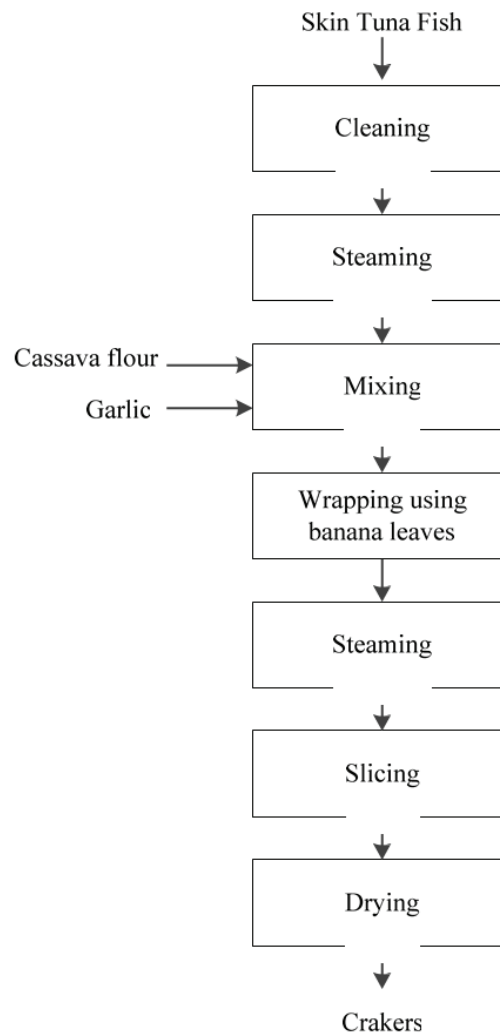 Skin Tuna Fish
Cleaning
Steaming
Cassava flour
Garlic
Mixing
Wrapping using
banana leaves
Steaming
Slicing
Drying
Crakers